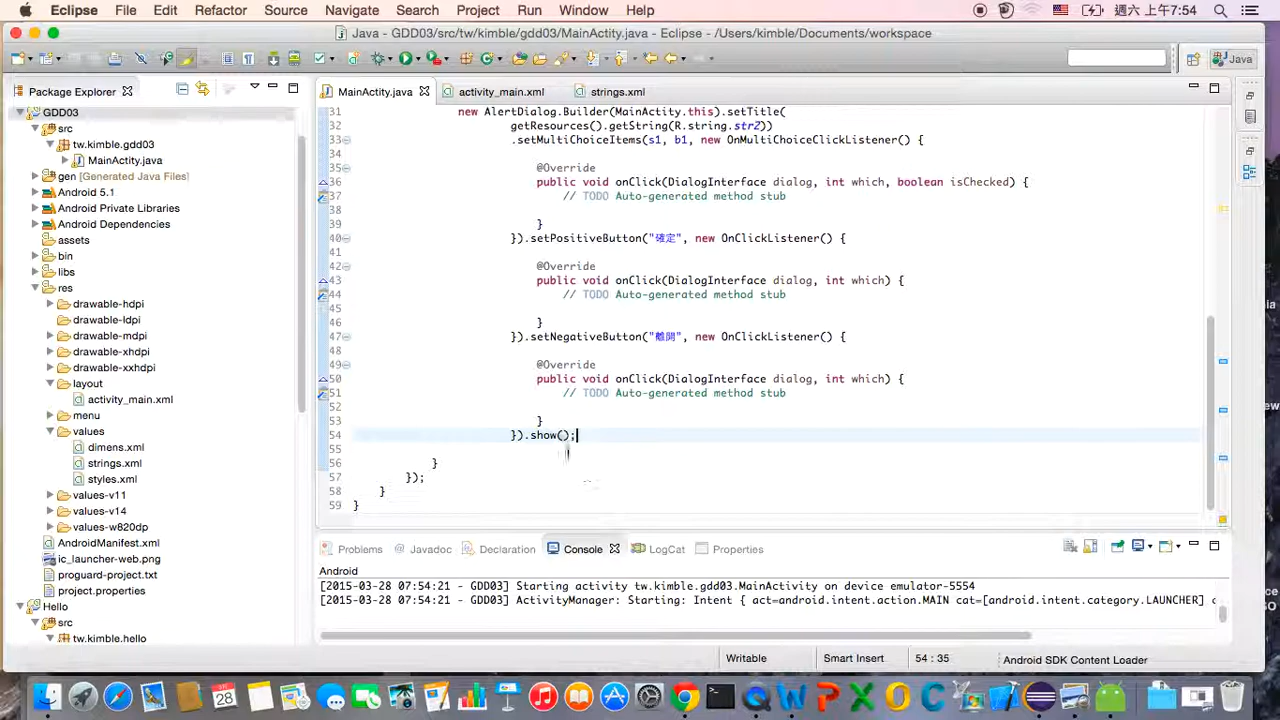 Eclipse File Edit Refactor Source Navigate Search Project Run Window Help 週六 上午7:54
Java - GDD03/src/tw/kimble/gdd03/MainActity.java - Eclipse - /Users/kimble/Documents/workspace
Java
Package Explorer
MainActity.java activity_main.xml strings.xml
GDD03
src
tw.kimble.gdd03
MainActity.java
gen [Generated Java Files]
Android 5.1
Android Private Libraries
Android Dependencies
assets
bin
libs
res
drawable-hdpi
drawable-ldpi
drawable-mdpi
drawable-xhdpi
drawable-xxhdpi
layout
activity_main.xml
menu
values
dimens.xml
strings.xml
styles.xml
values-v11
values-v14
values-w820dp
AndroidManifest.xml
ic_launcher-web.png
proguard-project.txt
project.properties
Hello
src
tw.kimble.hello
31 new AlertDialog.Builder(MainActity.this).setTitle(
32 getResources().getString(R.string.str2))
33 .setMultiChoiceItems(s1, b1, new OnMultiChoiceClickListener() {
34
35 @Override
36 public void onClick(DialogInterface dialog, int which, boolean isChecked) {
37 // TODO Auto-generated method stub
38
39 }
40 }).setPositiveButton("確定", new OnClickListener() {
41
42 @Override
43 public void onClick(DialogInterface dialog, int which) {
44 // TODO Auto-generated method stub
45
46 }
47 }).setNegativeButton("離開", new OnClickListener() {
48
49 @Override
50 public void onClick(DialogInterface dialog, int which) {
51 // TODO Auto-generated method stub
52
53 }
54 }).show();
55
56 }
57 });
58 }
59 }
Problems Javadoc Declaration Console LogCat Properties
Android
[2015-03-28 07:54:21 - GDD03] Starting activity tw.kimble.gdd03.MainActivity on device emulator-5554
[2015-03-28 07:54:21 - GDD03] ActivityManager: Starting: Intent { act=android.intent.action.MAIN cat=[android.intent.category.LAUNCHER] c
Writable Smart Insert 54 : 35 Android SDK Content Loader